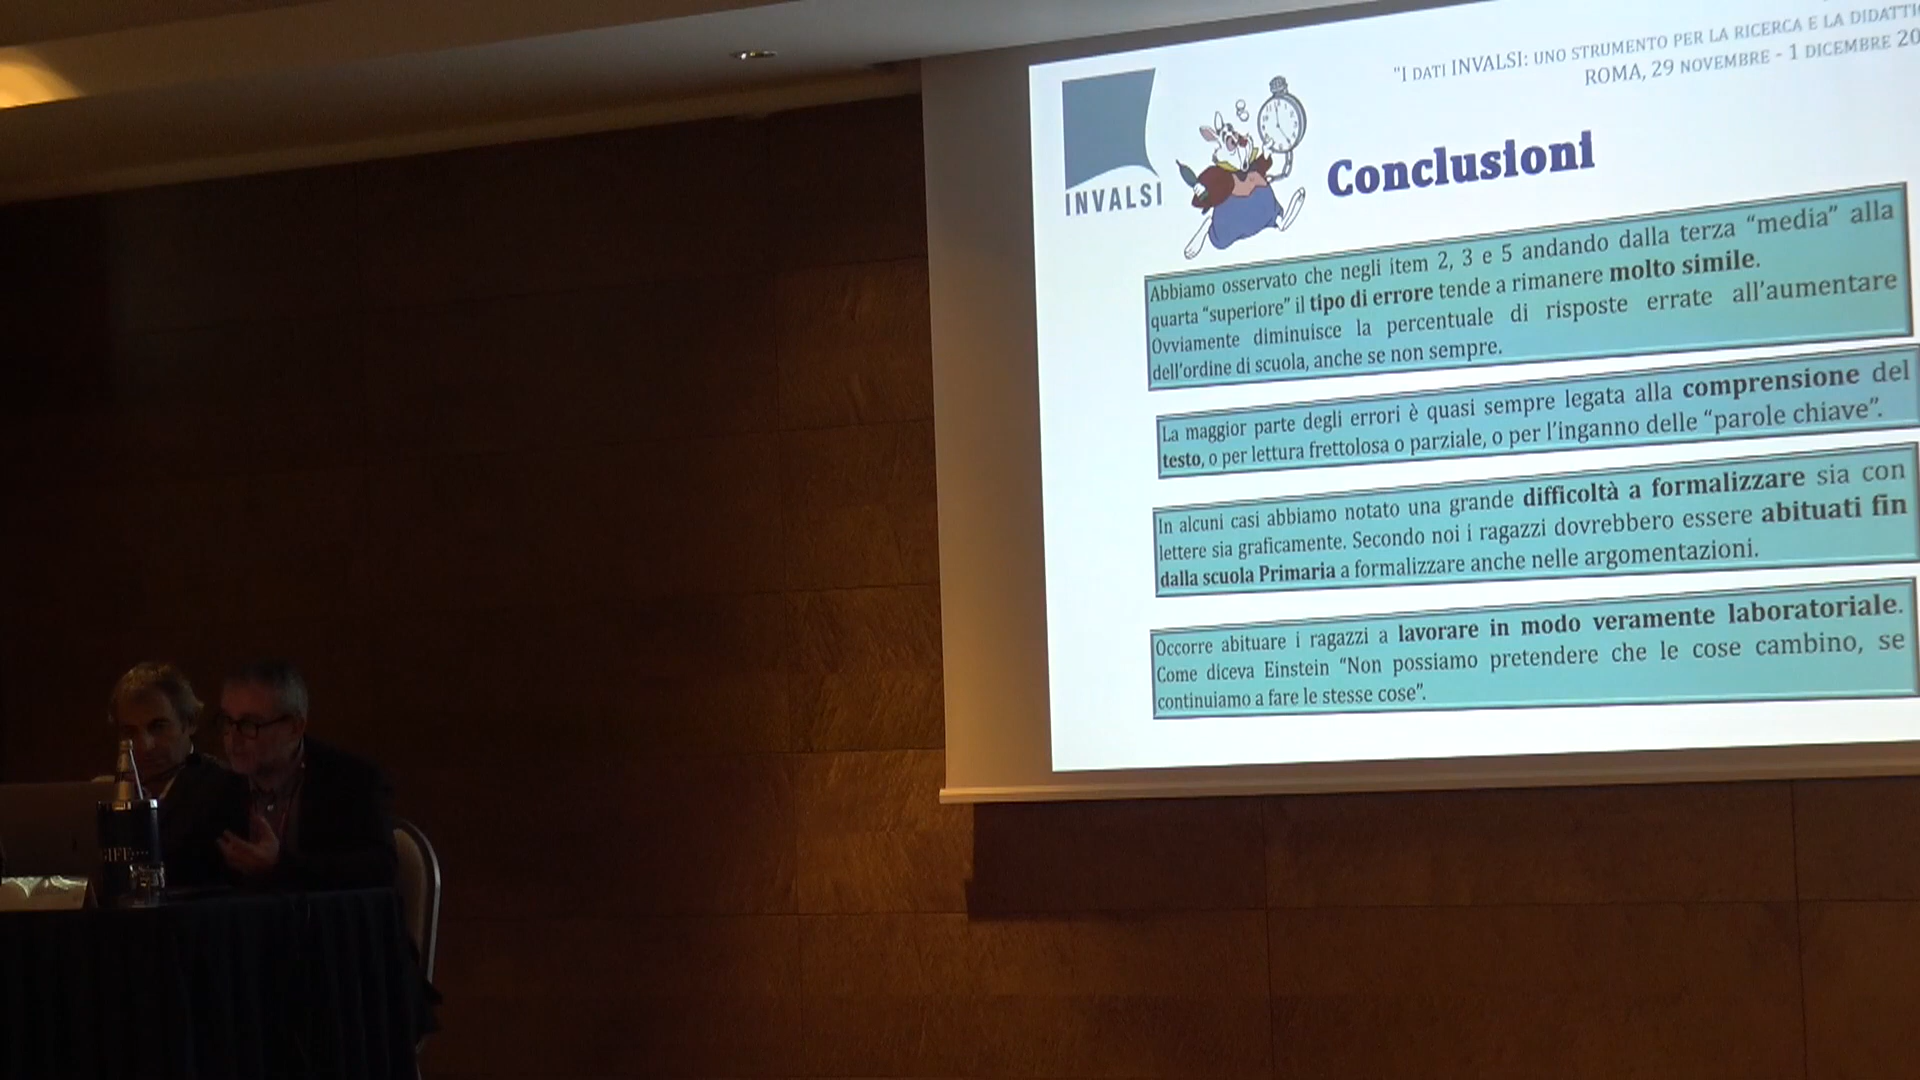 "I DATI INVALSI: UNO STRUMENTO PER LA RICERCA E LA
ROMA, 29 NOVEMBRE - 1 DICEMBRE
INVALSI
Conclusioni
Abbiamo osservato che negli item 2, 3 e 5 andando dalla terza “media” alla
quarta “superiore” il tipo di errore tende a rimanere molto simile.
Ovviamente diminuisce la percentuale di risposte errate all’aumentare
dell’ordine di scuola, anche se non sempre.
La maggior parte degli errori è quasi sempre legata alla comprensione del
testo, o per lettura frettolosa o parziale, o per l’inganno delle “parole chiave”.
In alcuni casi abbiamo notato una grande difficoltà a formalizzare sia con
lettere sia graficamente. Secondo noi i ragazzi dovrebbero essere abituati fin
dalla scuola Primaria a formalizzare anche nelle argomentazioni.
Occorre abituare i ragazzi a lavorare in modo veramente laboratoriale.
Come diceva Einstein “Non possiamo pretendere che le cose cambino, se
continuiamo a fare le stesse cose”.